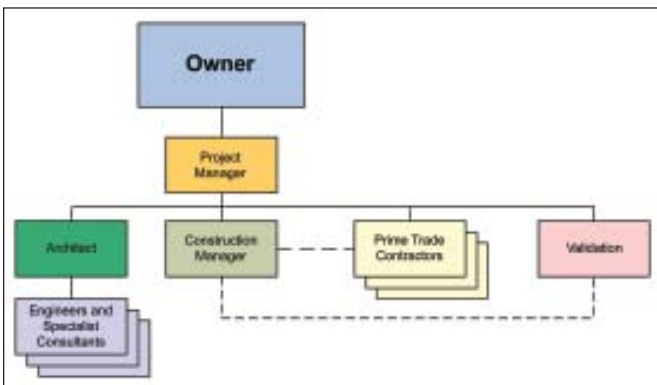 Owner
Project
Manager
Architect
Construction
Manager
Prime Trade
Contractors
Validation
Engineers and
Specialist
Consultants